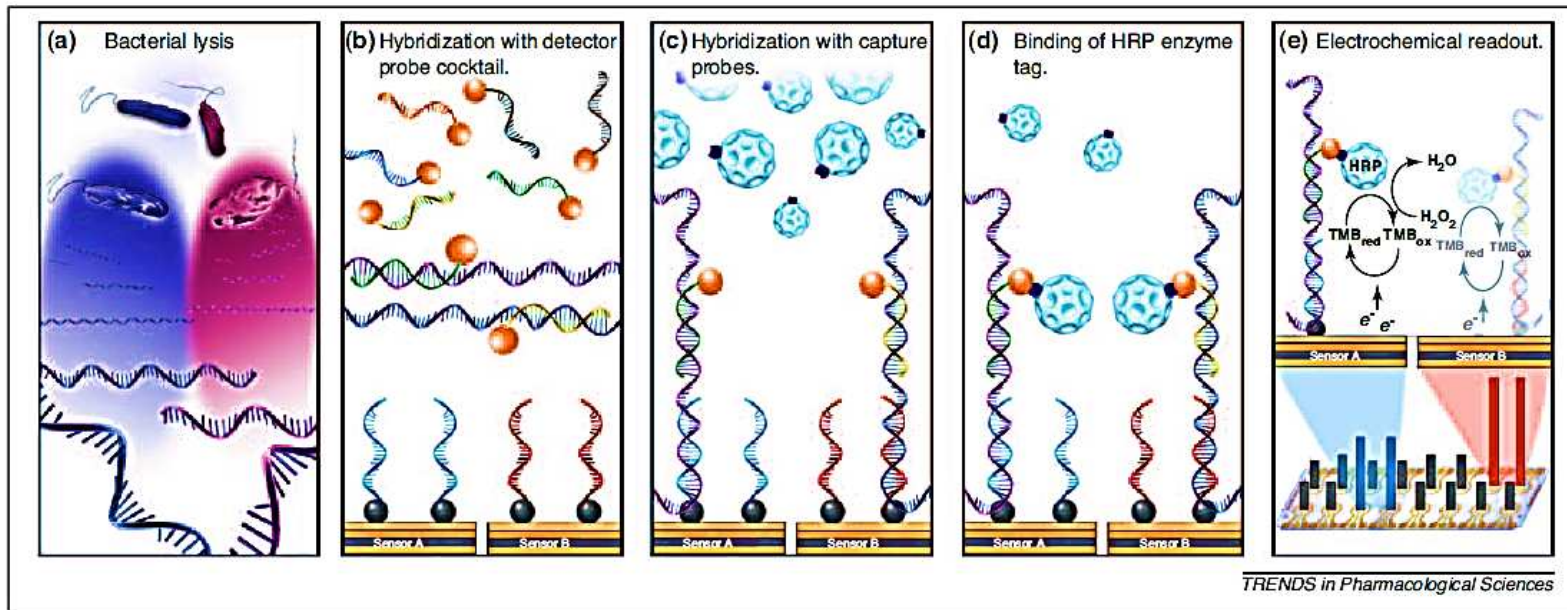 (a) Bacterial lysis
(b) Hybridization with detector
probe cocktail.
(c) Hybridization with capture
probes.
(d) Binding of HRP enzyme
tag.
(e) Electrochemical readout.
HRP
H₂O
H₂O₂
TMBred TMBox
TMBred TMBox
e⁻ e⁻
e⁻
Sensor A Sensor B
Sensor A Sensor B
Sensor A Sensor B
Sensor A Sensor B
TRENDS in Pharmacological Sciences